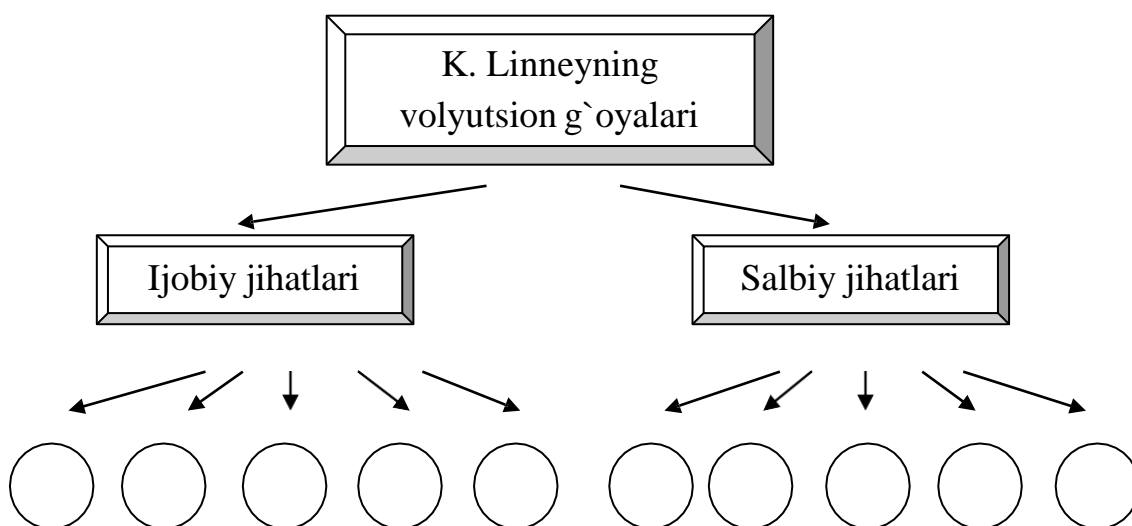 K. Linneyning
volyutsion g`oyalari
Ijobiy jihatlari
Salbiy jihatlari